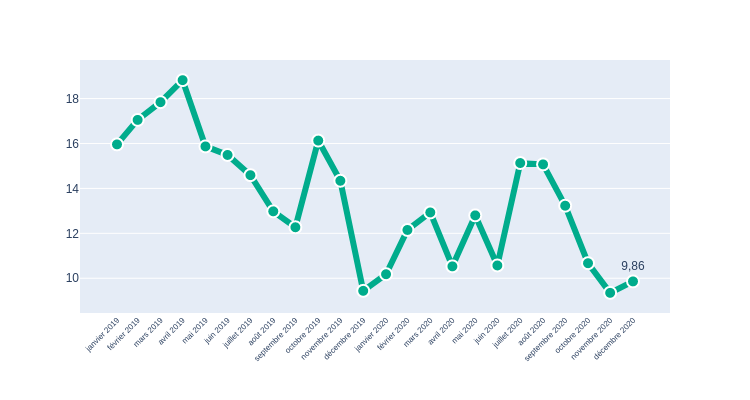 18
16
14
12
10
9,86
janvier 2019
février 2019
mars 2019
avril 2019
mai 2019
juin 2019
juillet 2019
août 2019
septembre 2019
octobre 2019
novembre 2019
décembre 2019
janvier 2020
février 2020
mars 2020
avril 2020
mai 2020
juin 2020
juillet 2020
août 2020
septembre 2020
octobre 2020
novembre 2020
décembre 2020